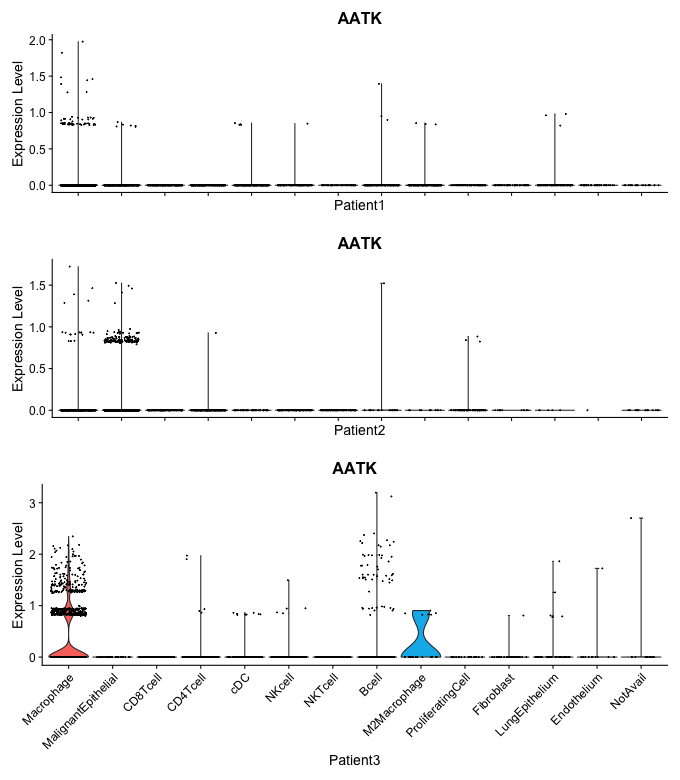 AATK
Expression Level
2.0
1.5
1.0
0.5
0.0
Patient1
AATK
Expression Level
1.5
1.0
0.5
0.0
Patient2
AATK
Expression Level
3
2
1
0
Macrophage
MalignantEpithelial
CD8Tcell
CD4Tcell
cDC
NKcell
NKTcell
Bcell
M2Macrophage
ProliferatingCell
Fibroblast
LungEpithelium
Endothelium
NotAvail
Patient3